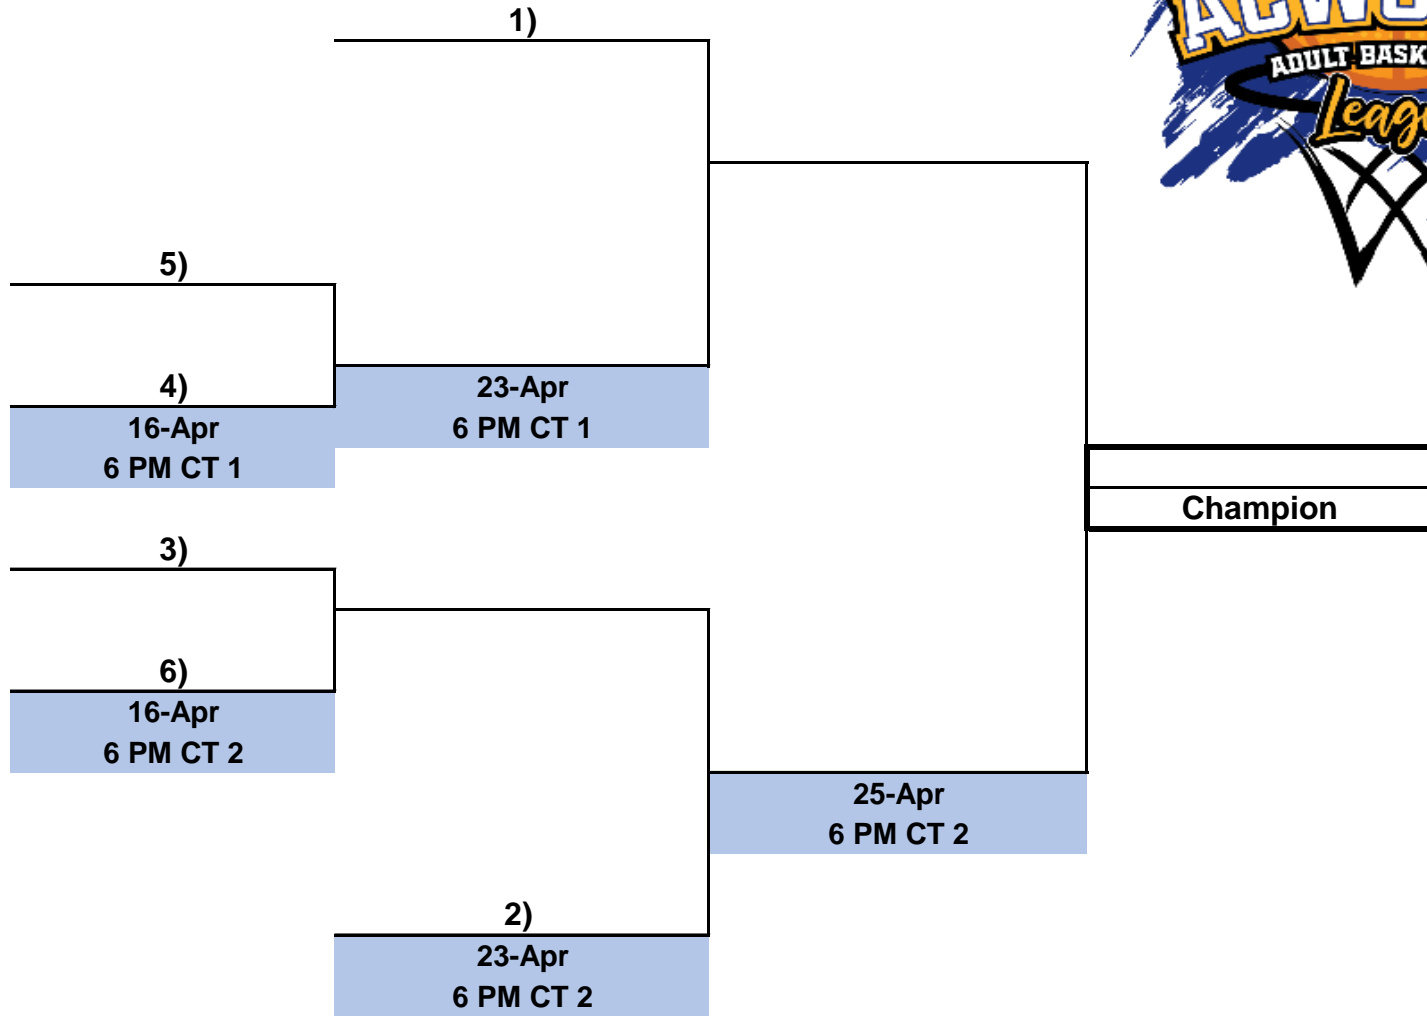 1)
5)
4)
16-Apr
6 PM CT 1
23-Apr
6 PM CT 1
3)
6)
16-Apr
6 PM CT 2
2)
23-Apr
6 PM CT 2
25-Apr
6 PM CT 2
Champion
ADULT